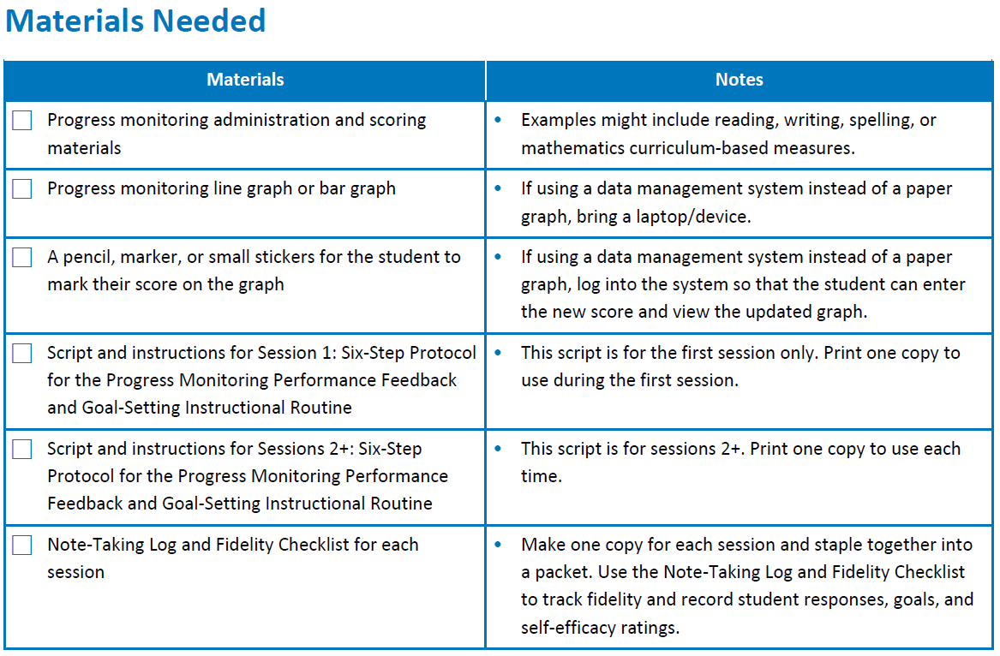 Materials Needed
Materials
Notes
Progress monitoring administration and scoring
materials
• Examples might include reading, writing, spelling, or
mathematics curriculum-based measures.
Progress monitoring line graph or bar graph
• If using a data management system instead of a paper
graph, bring a laptop/device.
A pencil, marker, or small stickers for the student to
mark their score on the graph
• If using a data management system instead of a paper
graph, log into the system so that the student can enter
the new score and view the updated graph.
Script and instructions for Session 1: Six-Step Protocol
for the Progress Monitoring Performance Feedback
and Goal-Setting Instructional Routine
• This script is for the first session only. Print one copy to
use during the first session.
Script and instructions for Sessions 2+: Six-Step
Protocol for the Progress Monitoring Performance
Feedback and Goal-Setting Instructional Routine
• This script is for sessions 2+. Print one copy to use each
time.
Note-Taking Log and Fidelity Checklist for each
session
• Make one copy for each session and staple together into
a packet. Use the Note-Taking Log and Fidelity Checklist
to track fidelity and record student responses, goals, and
self-efficacy ratings.